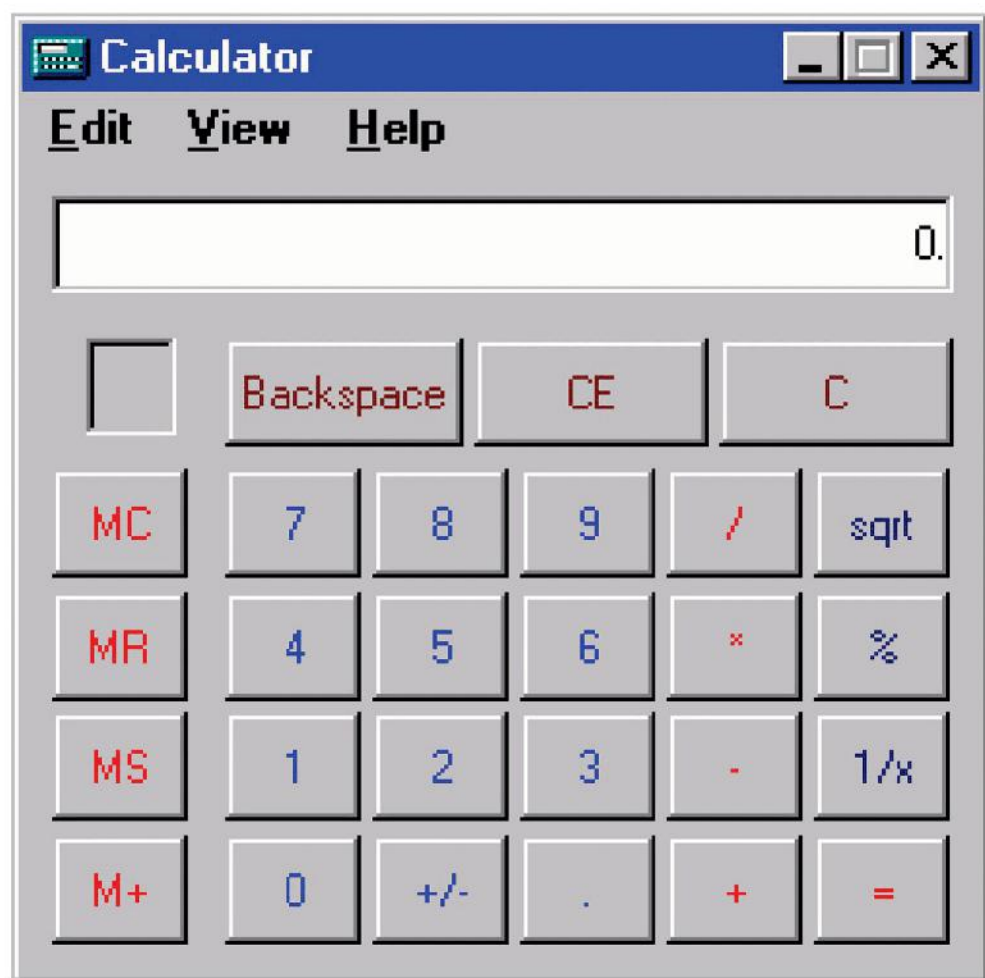 Calculator
Edit View Help
0.
Backspace CE C
MC 7 8 9 / sqrt
MR 4 5 6 * %
MS 1 2 3 - 1/x
M+ 0 +/- . + =